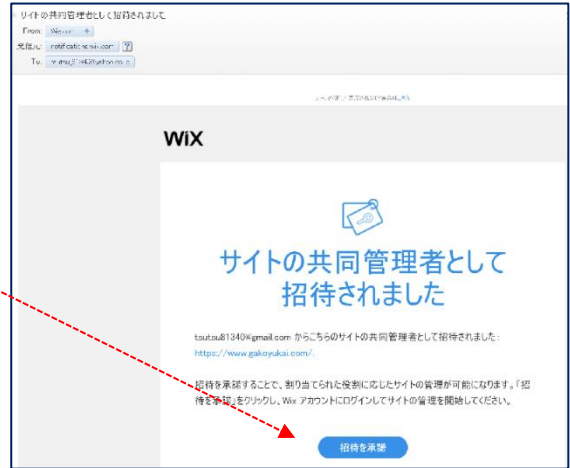 サイトの共同管理者として招待されました
From:
To:
WiX
サイトの共同管理者として
招待されました
tsutsu81340※gmail.com からこちらのサイトの共同管理者として招待されました:
https://www.gakoyukai.com/.
招待を承諾することで、割り当てられた役割に応じたサイトの管理が可能になります。「招
待を承諾」をクリックし、Wix アカウントにログインしてサイトの管理を開始してください。
招待を承諾